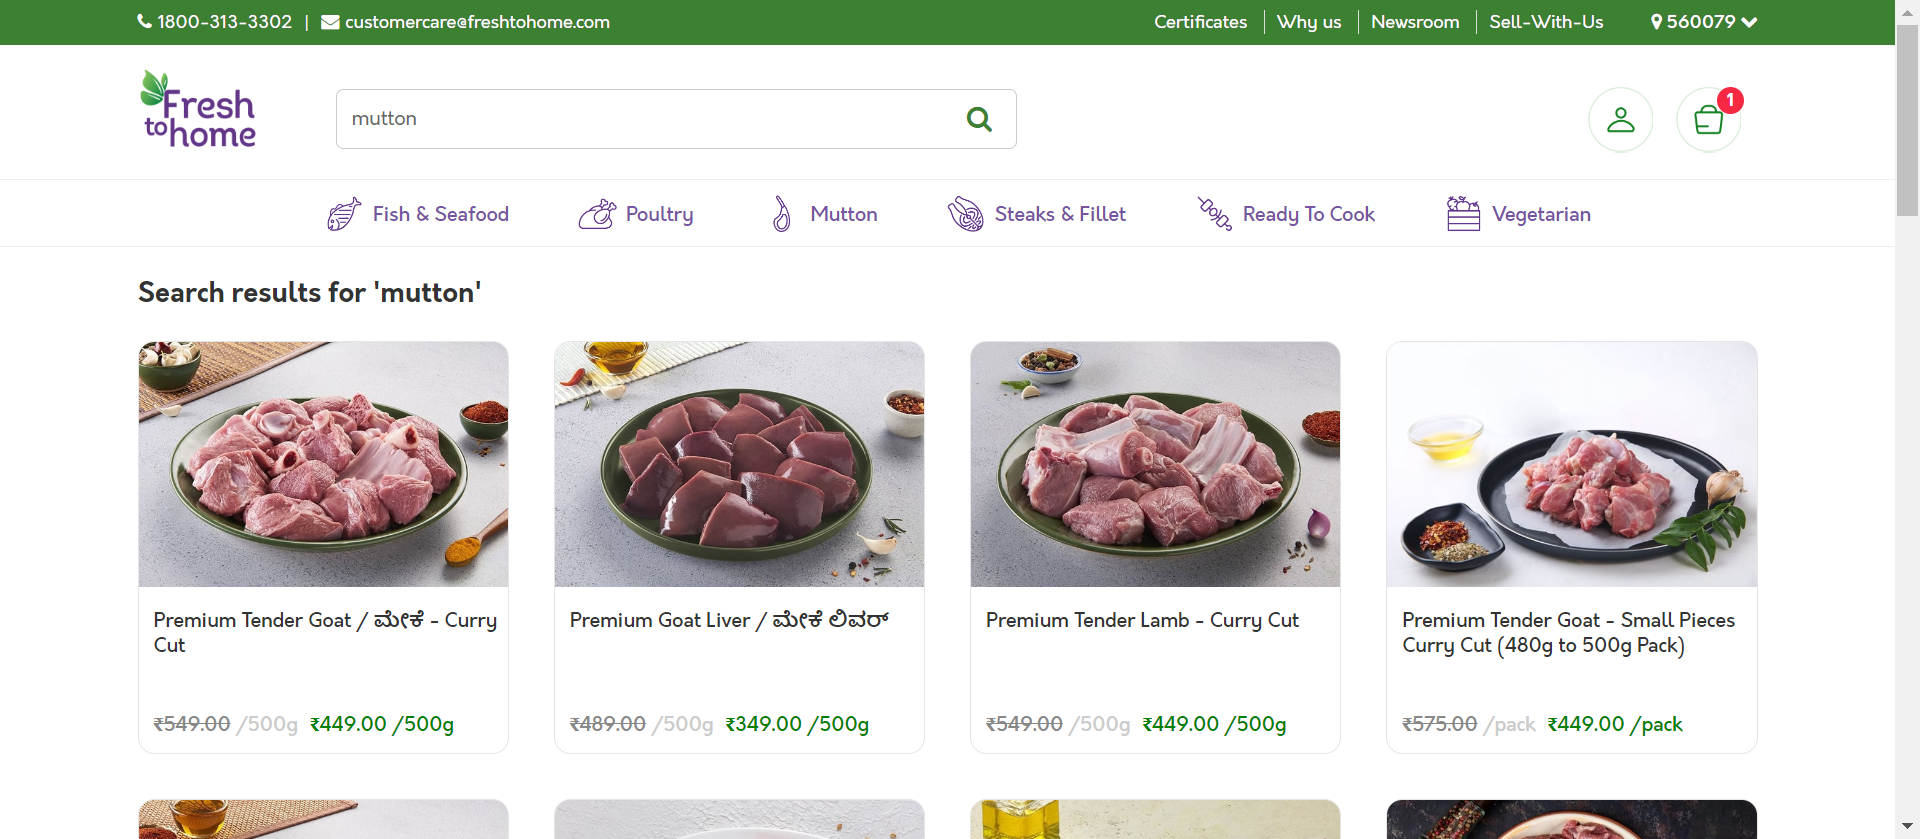 1800-313-3302 | customercare@freshtohome.com
Certificates
Why us
Newsroom
Sell-With-Us
560079
Fresh
to home
mutton
1
Fish & Seafood
Poultry
Mutton
Steaks & Fillet
Ready To Cook
Vegetarian
Search results for 'mutton'
Premium Tender Goat / ಮೇಕೆ - Curry
Cut
₹549.00 /500g ₹449.00 /500g
Premium Goat Liver / ಮೇಕೆ ಲಿವರ್
₹489.00 /500g ₹349.00 /500g
Premium Tender Lamb - Curry Cut
₹549.00 /500g ₹449.00 /500g
Premium Tender Goat - Small Pieces
Curry Cut (480g to 500g Pack)
₹575.00 /pack ₹449.00 /pack